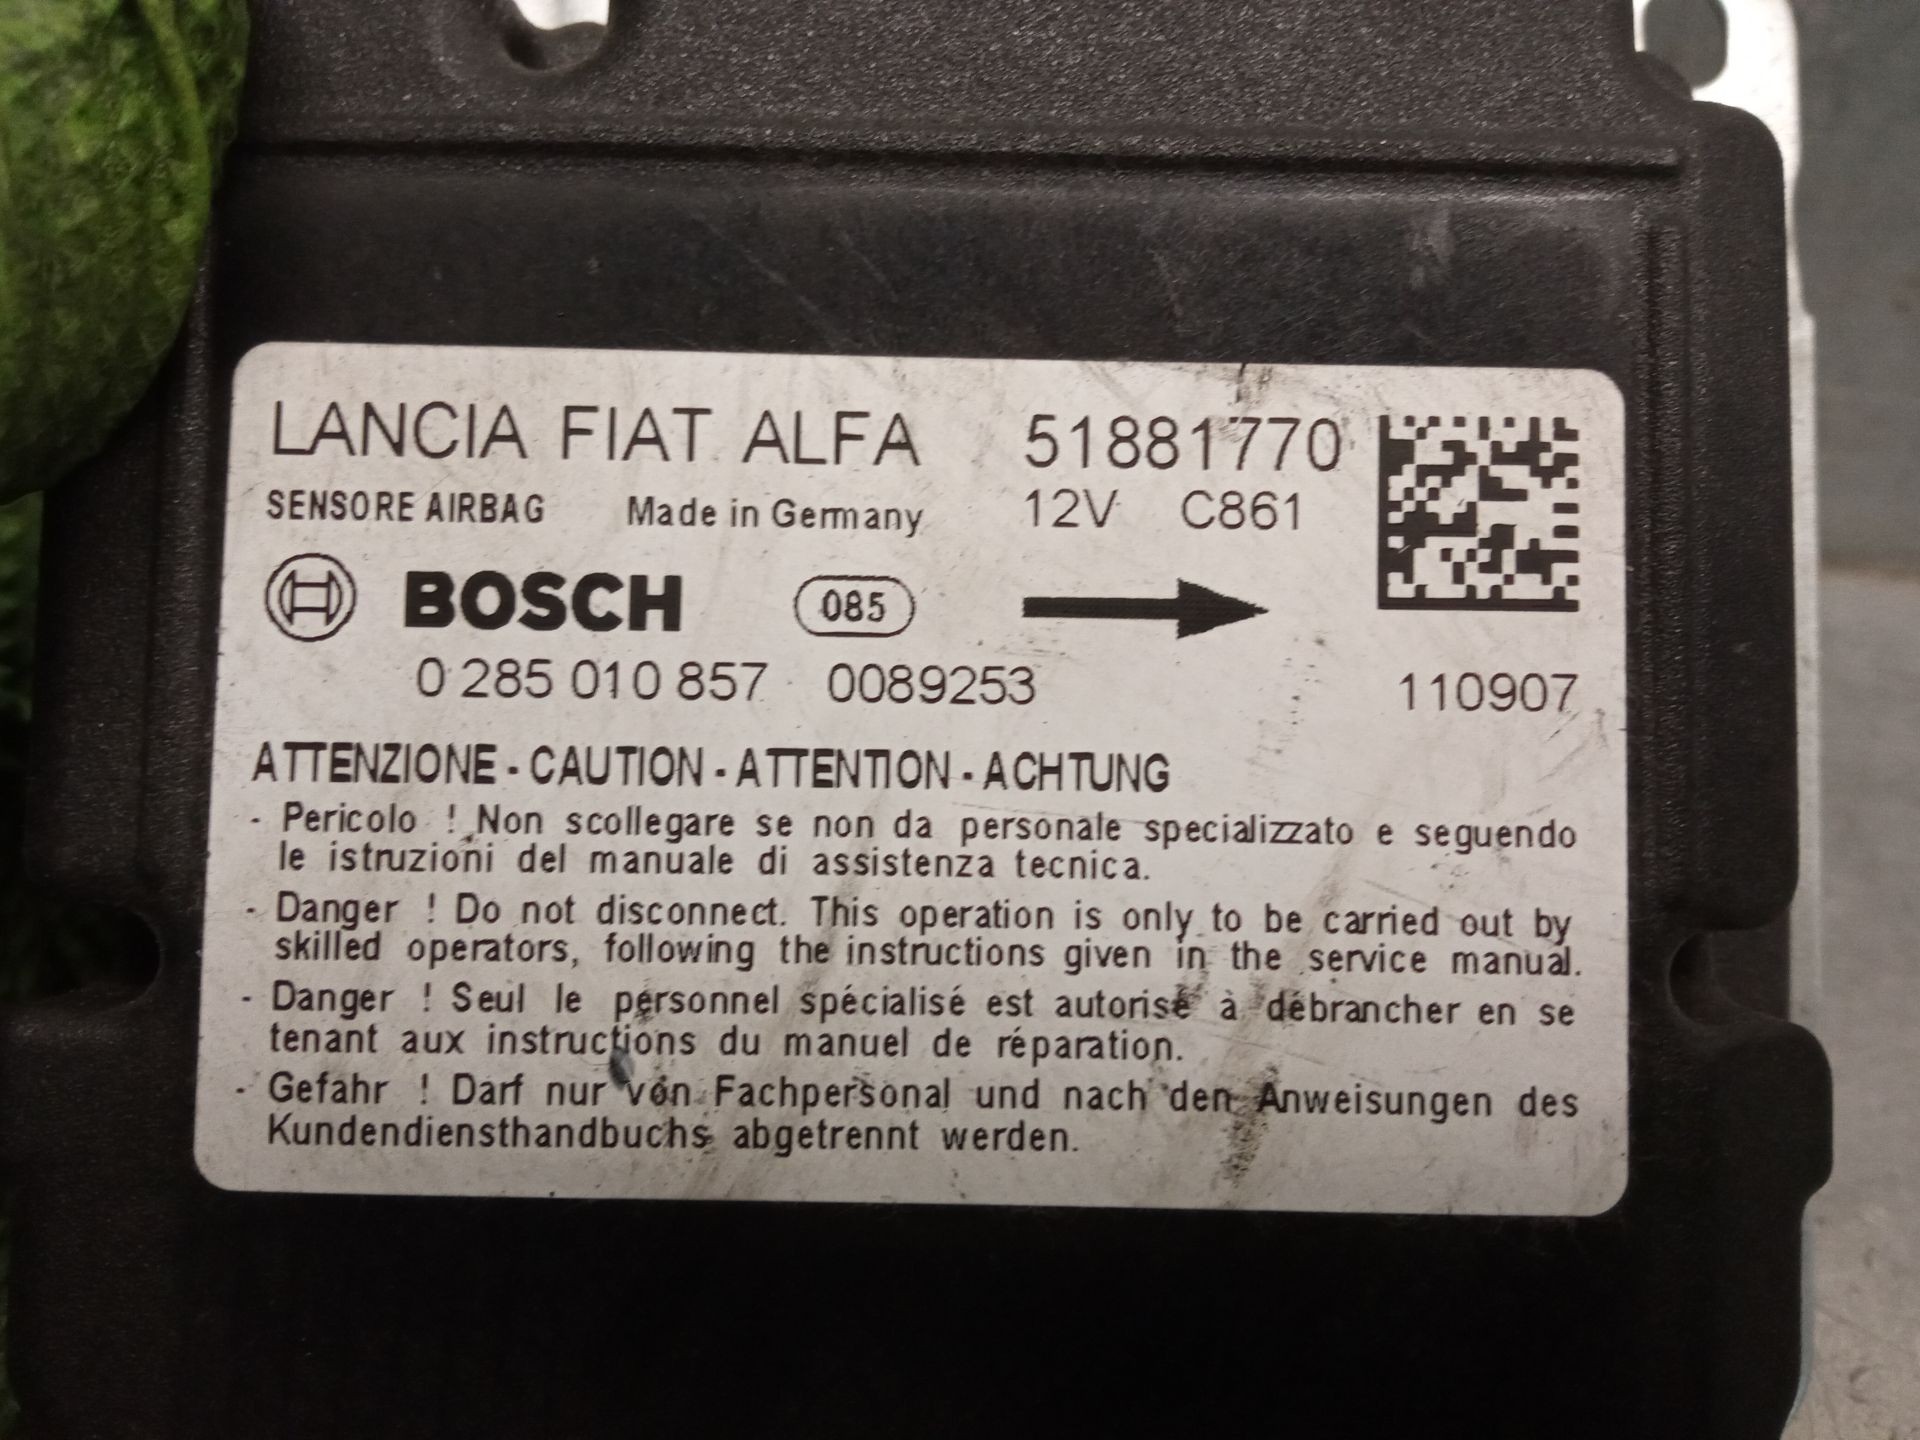 LANCIA FIAT ALFA 51881770
SENSORE AIRBAG Made in Germany 12V C861
BOSCH 085
0 285 010 857 0089253 110907
ATTENZIONE - CAUTION - ATTENTION - ACHTUNG
- Pericolo ! Non scollegare se non da personale specializzato e seguendo
le istruzioni del manuale di assistenza tecnica.
- Danger ! Do not disconnect. This operation is only to be carried out by
skilled operators, following the instructions given in the service manual.
- Danger ! Seul le personnel spécialisé est autorisé à débrancher en se
tenant aux instructions du manuel de réparation.
- Gefahr ! Darf nur von Fachpersonal und nach den Anweisungen des
Kundendiensthandbuchs abgetrennt werden.